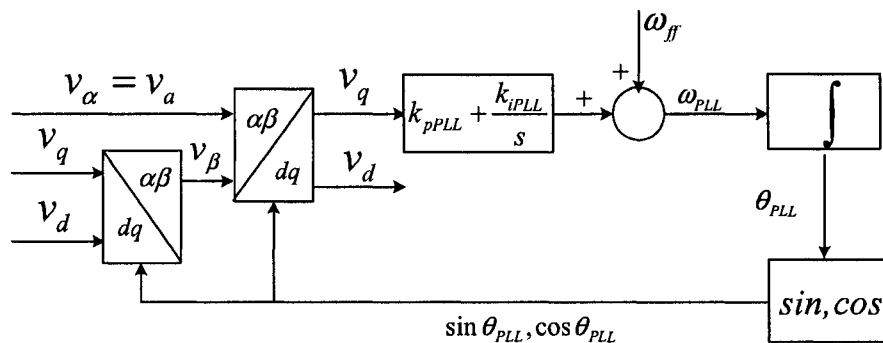 ω_ff
v_α = v_a
v_q
+
k_pPLL + k_iPLL / s
+
ω_PLL
∫
αβ
dq
v_q
v_β
v_d
αβ
dq
v_d
θ_PLL
sin, cos
sin θ_PLL, cos θ_PLL